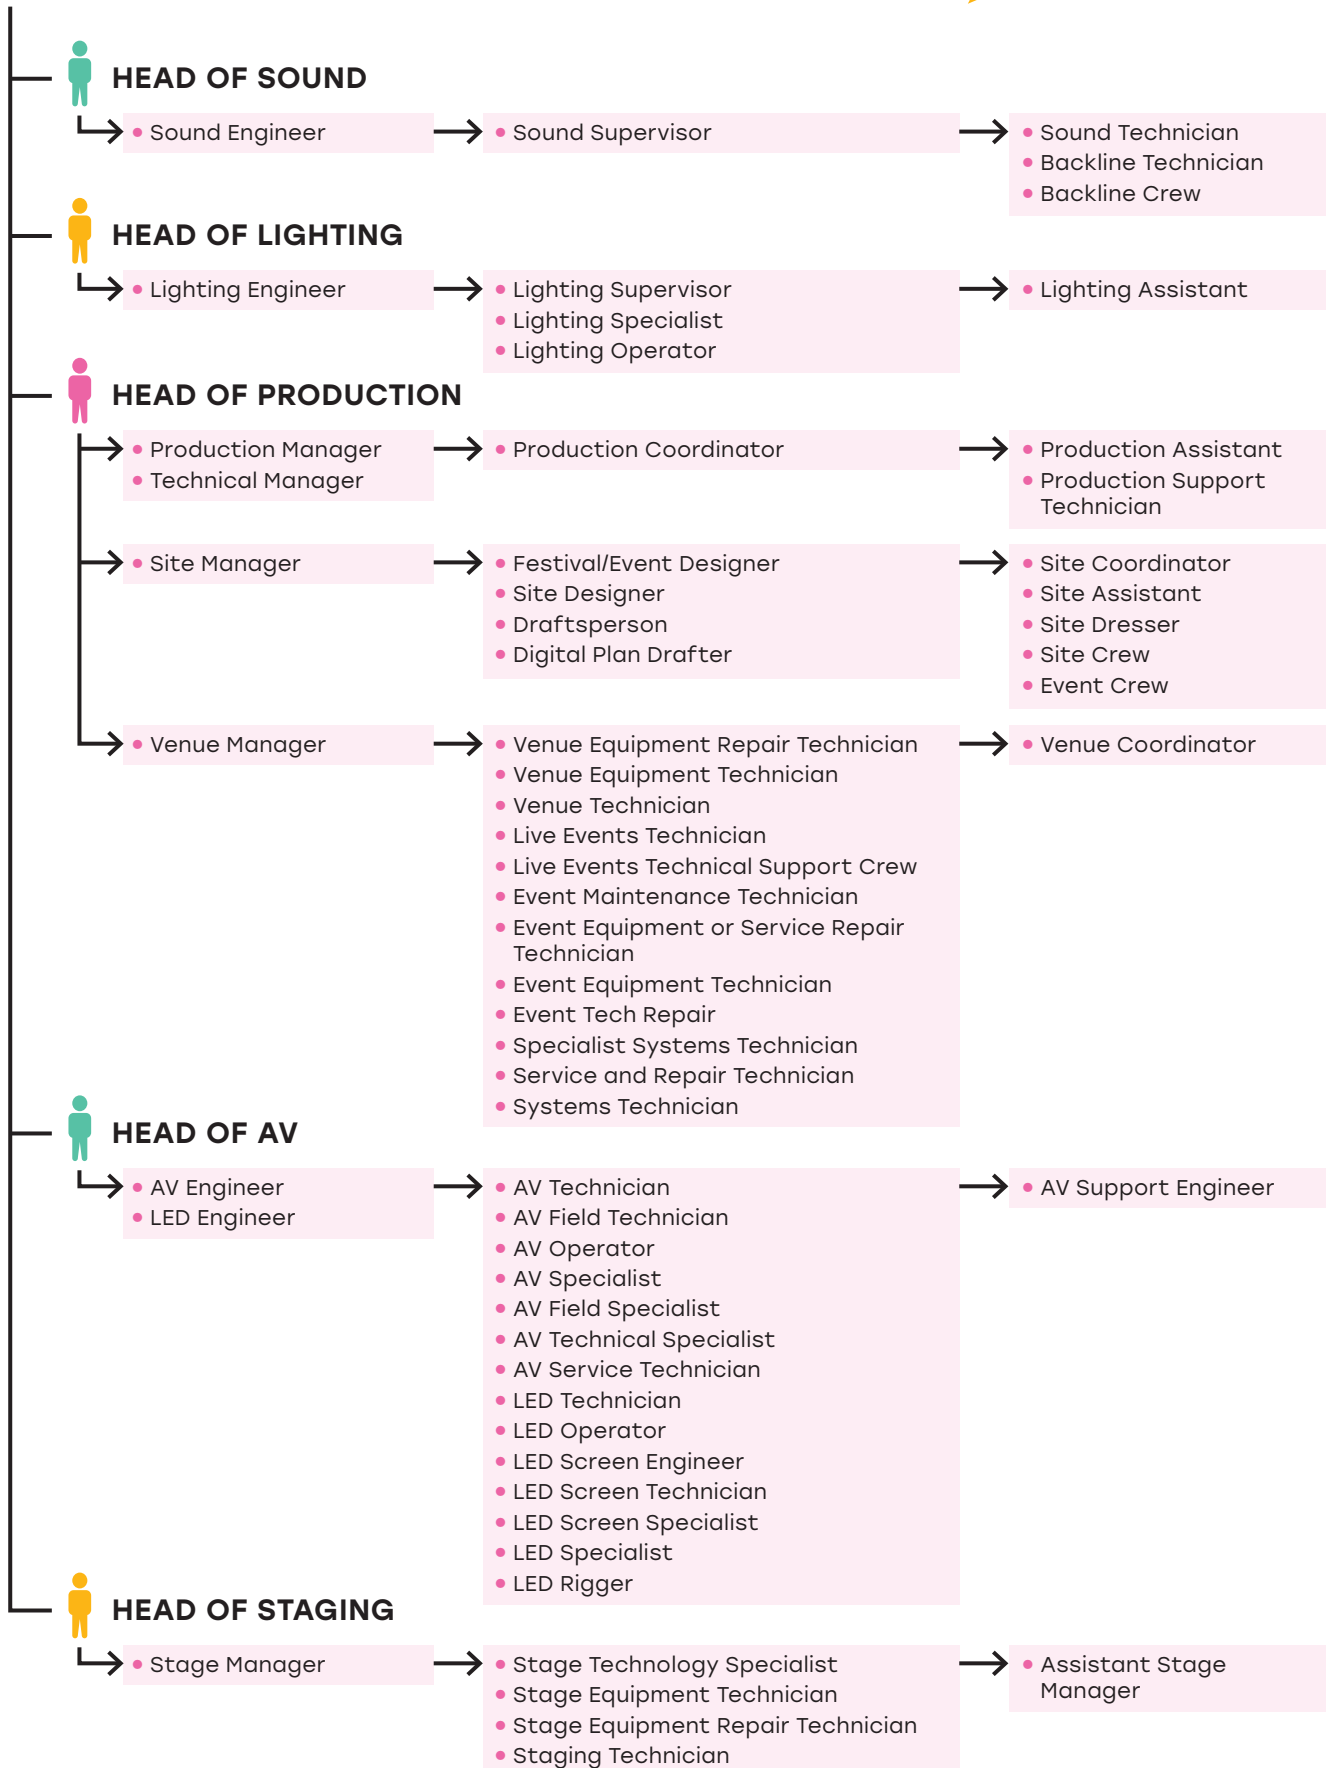 HEAD OF SOUND
• Sound Engineer
• Sound Supervisor
• Sound Technician
• Backline Technician
• Backline Crew
HEAD OF LIGHTING
• Lighting Engineer
• Lighting Supervisor
• Lighting Specialist
• Lighting Operator
• Lighting Assistant
HEAD OF PRODUCTION
• Production Manager
• Technical Manager
• Production Coordinator
• Production Assistant
• Production Support
Technician
• Site Manager
• Festival/Event Designer
• Site Designer
• Draftsperson
• Digital Plan Drafter
• Site Coordinator
• Site Assistant
• Site Dresser
• Site Crew
• Event Crew
• Venue Manager
• Venue Equipment Repair Technician
• Venue Equipment Technician
• Venue Technician
• Live Events Technician
• Live Events Technical Support Crew
• Event Maintenance Technician
• Event Equipment or Service Repair
Technician
• Event Equipment Technician
• Event Tech Repair
• Specialist Systems Technician
• Service and Repair Technician
• Systems Technician
• Venue Coordinator
HEAD OF AV
• AV Engineer
• LED Engineer
• AV Technician
• AV Field Technician
• AV Operator
• AV Specialist
• AV Field Specialist
• AV Technical Specialist
• AV Service Technician
• LED Technician
• LED Operator
• LED Screen Engineer
• LED Screen Technician
• LED Screen Specialist
• LED Specialist
• LED Rigger
• AV Support Engineer
HEAD OF STAGING
• Stage Manager
• Stage Technology Specialist
• Stage Equipment Technician
• Stage Equipment Repair Technician
• Staging Technician
• Assistant Stage
Manager